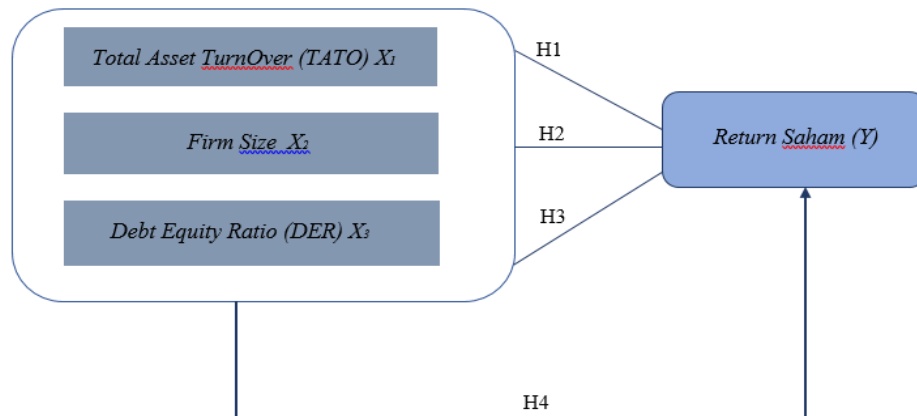 Total Asset TurnOver (TATO) X1
H1
Firm Size X2
H2
Return Saham (Y)
Debt Equity Ratio (DER) X3
H3
H4